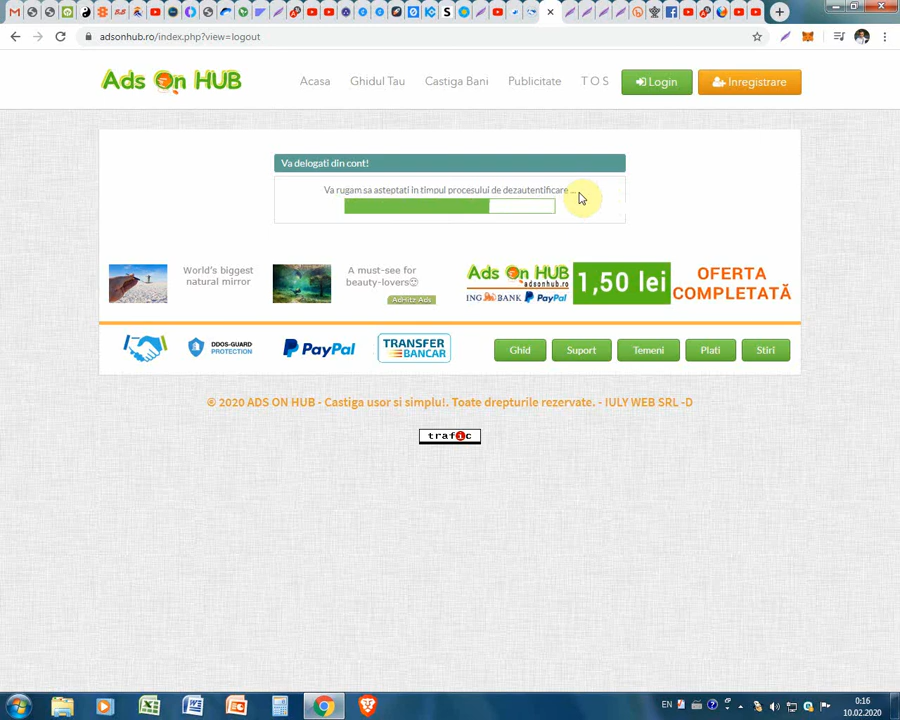 adsonhub.ro/index.php?view=logout
Ads On HUB
Acasa
Ghidul Tau
Castiga Bani
Publicitate
T O S
Login
Inregistrare
Va delogati din cont!
Va rugam sa asteptati in timpul procesului de dezautentificare ...
World's biggest
natural mirror
A must-see for
beauty-lovers
AdHitz Ads
Ads On HUB
adsonhub.ro
ING BANK PayPal
1,50 lei
OFERTA
COMPLETATĂ
DDOS-GUARD
PROTECTION
PayPal
TRANSFER
BANCAR
Ghid
Suport
Temeni
Plati
Stiri
© 2020 ADS ON HUB - Castiga usor si simplu!. Toate drepturile rezervate. - IULY WEB SRL -D
trafic
EN
0:16
10.02.2020